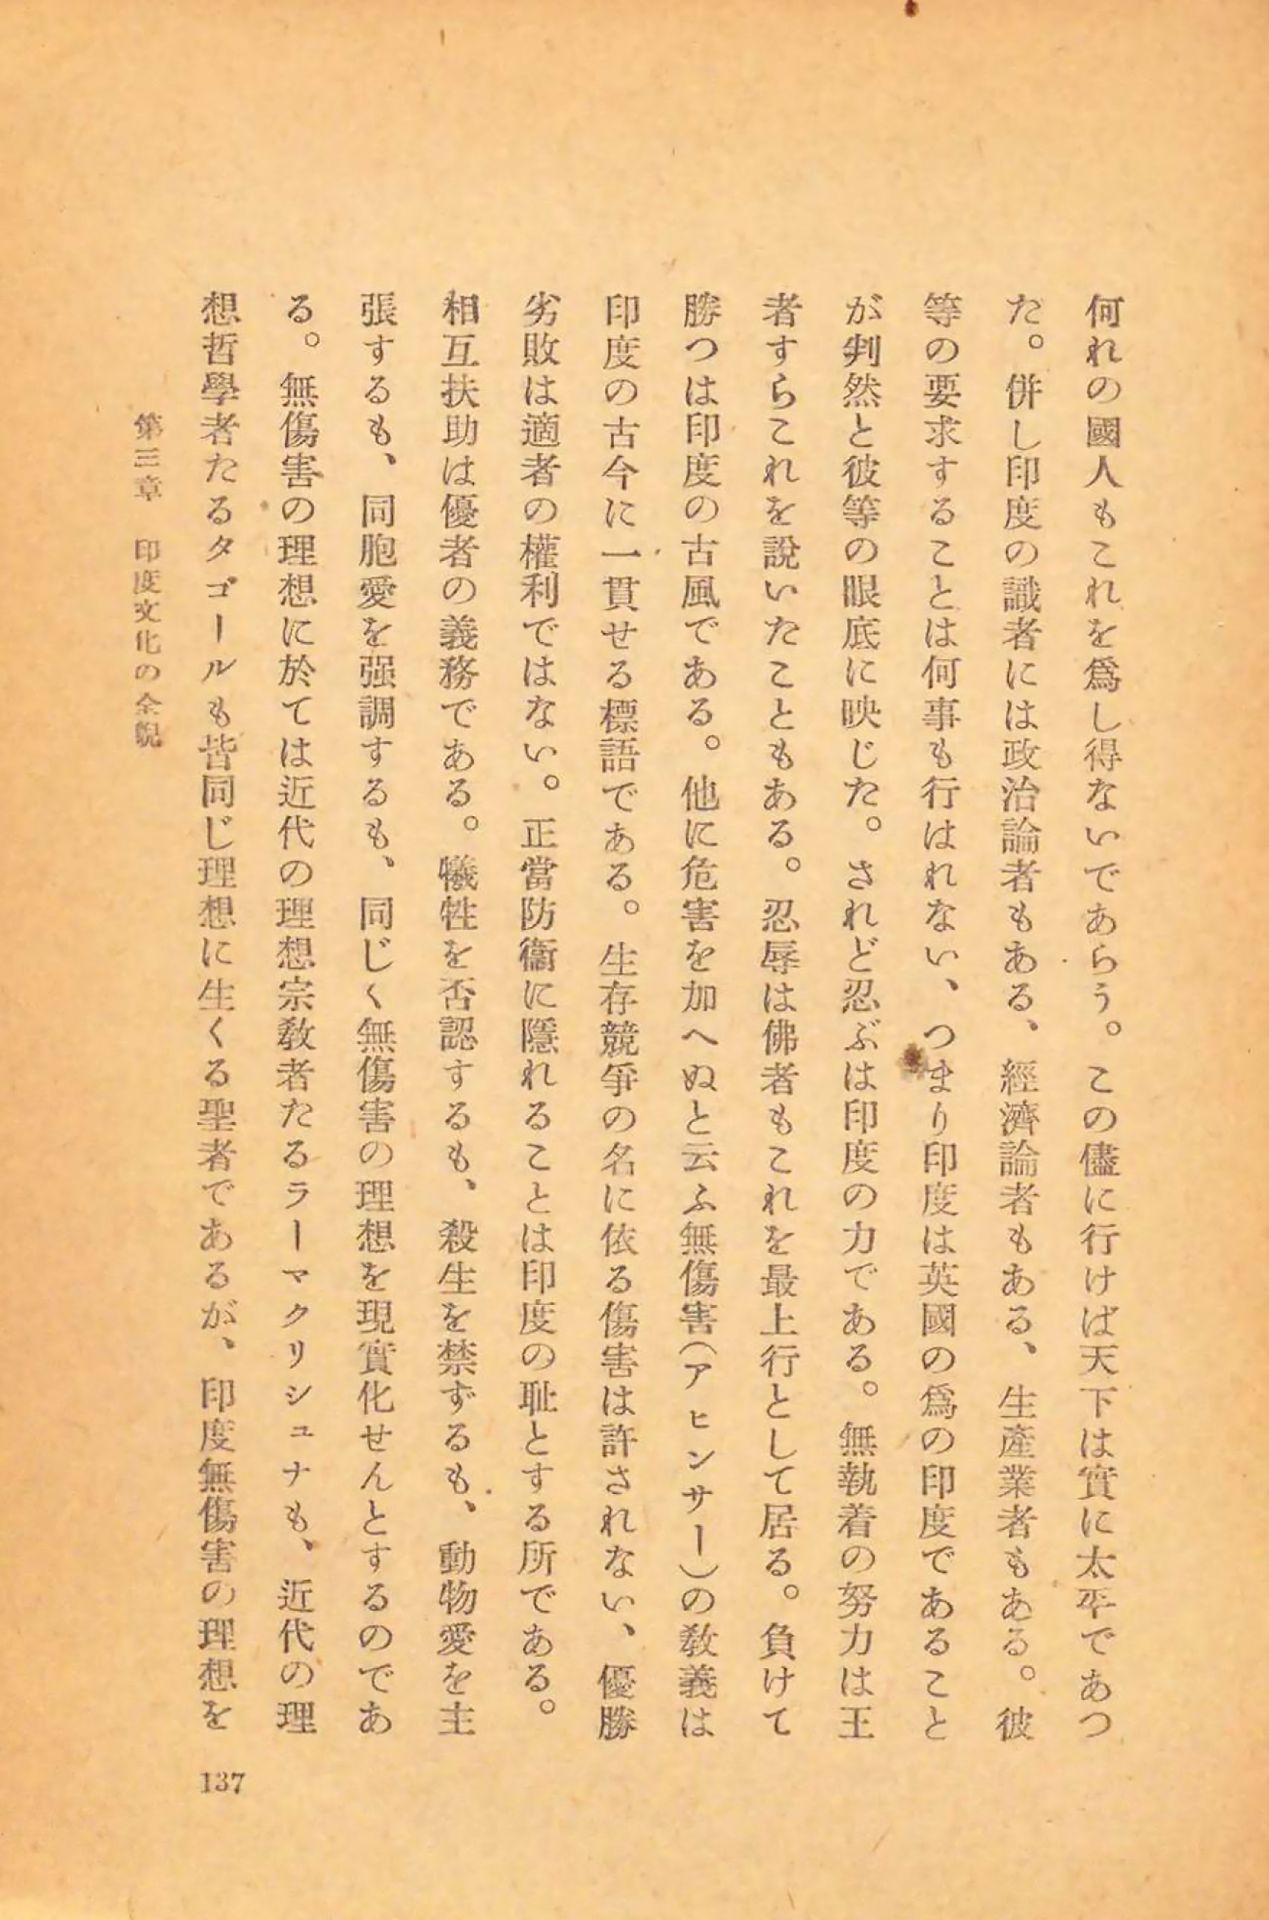 何れの國人もこれを爲し得ないであらう。この儘に行けば天下は實に太平であつ
た。併し印度の識者には政治論者もある、經濟論者もある、生產業者もある。彼
等の要求することは何事も行はれない、つまり印度は英國の爲の印度であること
が判然と彼等の眼底に映じた。されど忍ぶは印度の力である。無執着の努力は王
者すらこれを說いたこともある。忍辱は佛者もこれを最上行として居る。負けて
勝つは印度の古風である。他に危害を加へぬと云ふ無傷害(アヒンサー)の敎義は
印度の古今に一貫せる標語である。生存競爭の名に依る傷害は許されない、優勝
劣敗は適者の權利ではない。正當防衞に隱れることは印度の耻とする所である。
相互扶助は優者の義務である。犧牲を否認するも、殺生を禁ずるも、動物愛を主
張するも、同胞愛を强調するも、同じく無傷害の理想を現實化せんとするのであ
る。無傷害の理想に於ては近代の理想宗敎者たるラーマクリシュナも、近代の理
想哲學者たるタゴールも皆同じ理想に生くる聖者であるが、印度無傷害の理想を
第三章 印度文化の全貌
137